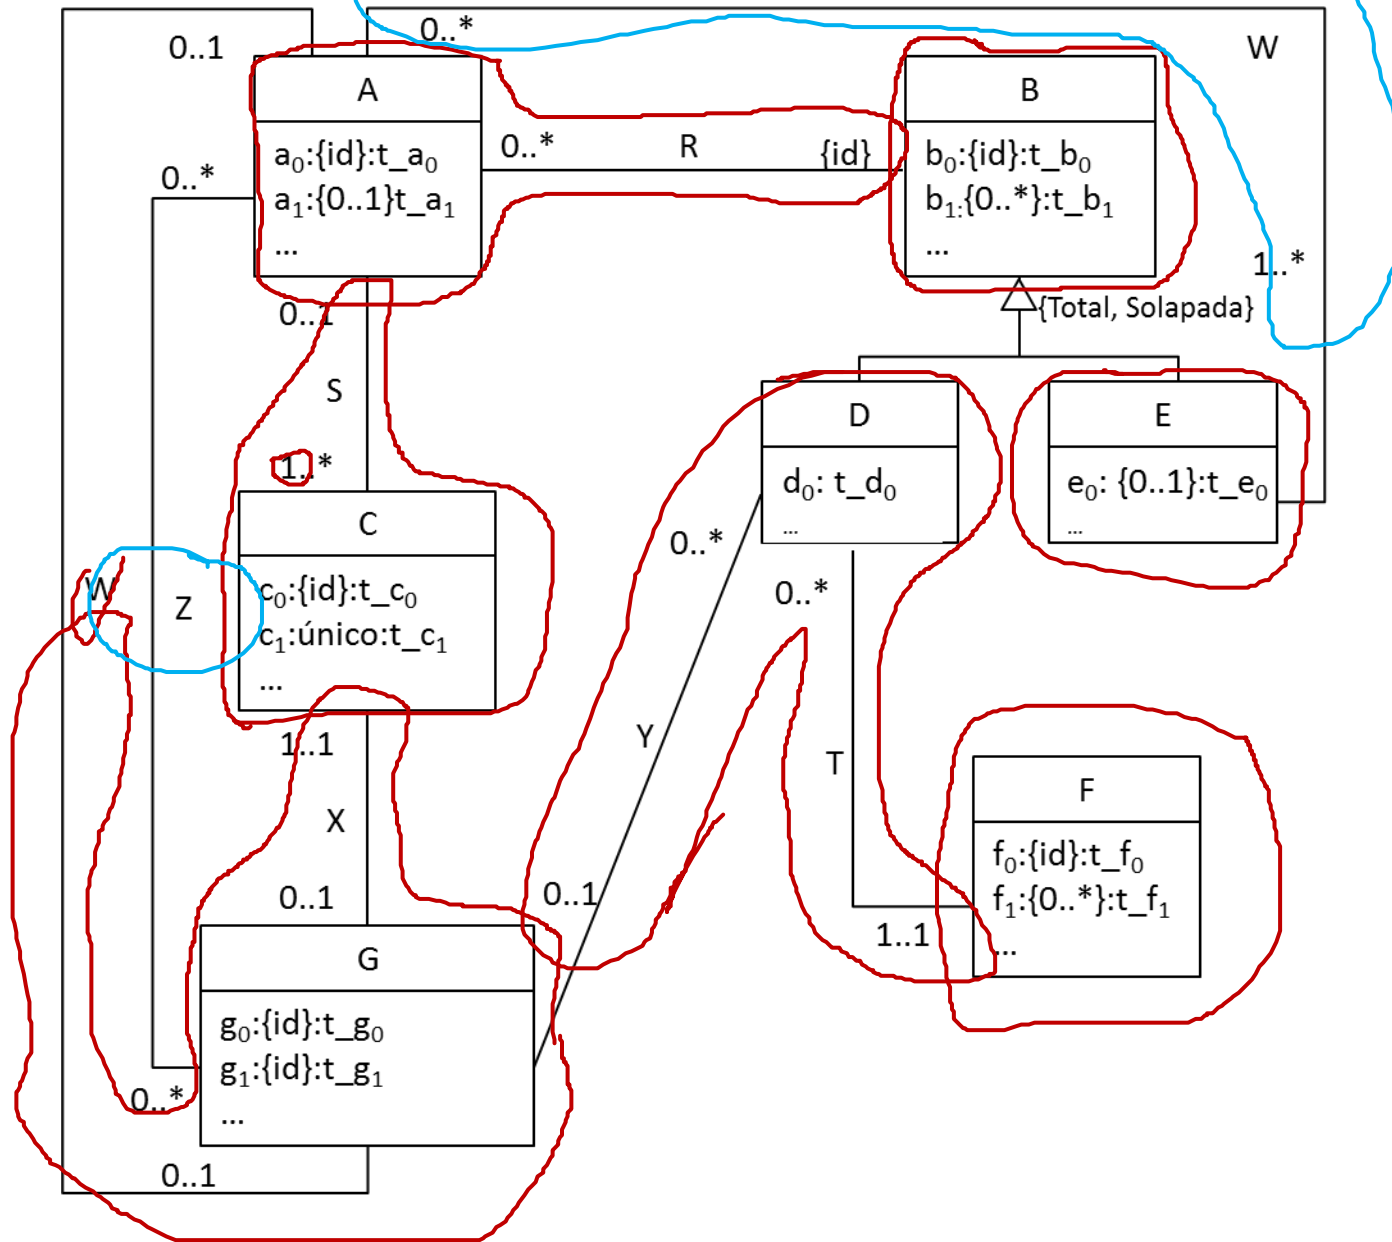 0..*
0..1
W
A
B
a₀:{id}:t_a₀
a₁:{0..1}t_a₁
...
0..*
R
{id}
b₀:{id}:t_b₀
b₁:{0..*}:t_b₁
...
0..*
1..*
0..1
{Total, Solapada}
S
1..*
D
d₀: t_d₀
...
E
e₀: {0..1}:t_e₀
...
C
c₀:{id}:t_c₀
c₁:único:t_c₁
...
W
Z
0..*
0..*
1..1
X
0..1
Y
0..1
T
1..1
F
f₀:{id}:t_f₀
f₁:{0..*}:t_f₁
...
G
g₀:{id}:t_g₀
g₁:{id}:t_g₁
...
0..*
0..1